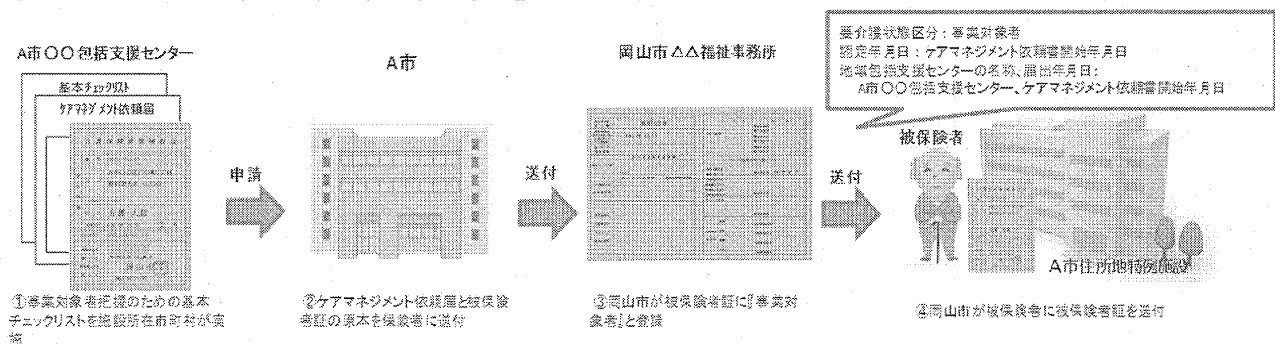 A市〇〇包括支援センター
基本チェックリスト
ケアマネジメント依頼届
申請
A市
送付
岡山市△△福祉事務所
送付
要介護状態区分：事業対象者
認定年月日：ケアマネジメント依頼書開始年月日
地域包括支援センターの名称、届出年月日：
A市〇〇包括支援センター、ケアマネジメント依頼書開始年月日
被保険者
A市住所地特例施設
①事業対象者把握のための基本
チェックリストを施設所在市町村が実
施
②ケアマネジメント依頼届と被保険
者証の原本を保険者に送付
③岡山市が被保険者証に『事業対
象者』と登録
④岡山市が被保険者に被保険者証を送付